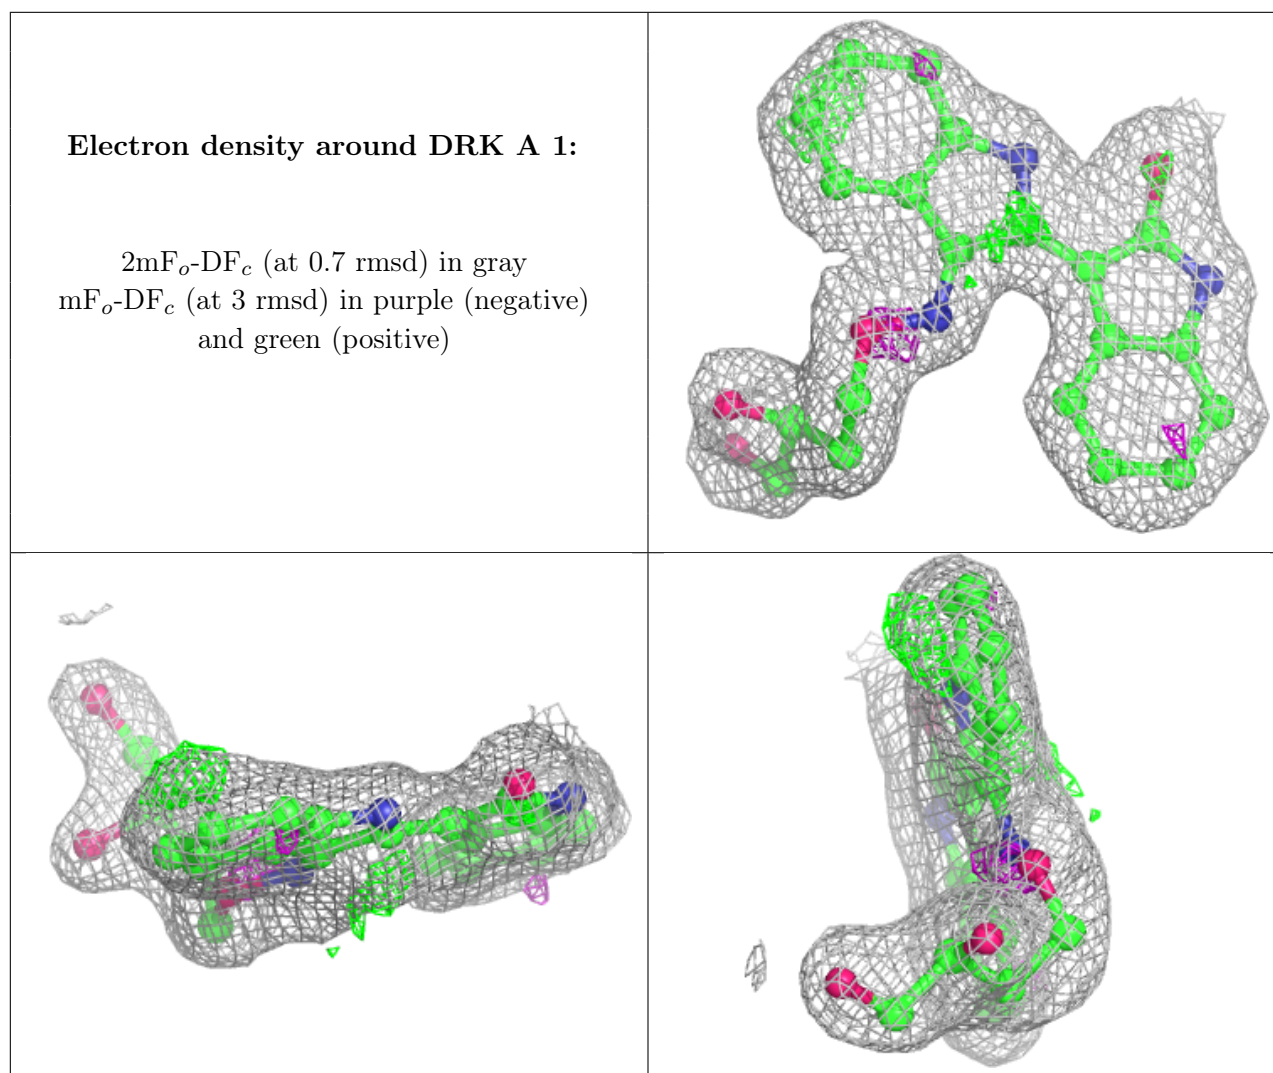 Electron density around DRK A 1:
2mFo-DFc (at 0.7 rmsd) in gray
mFo-DFc (at 3 rmsd) in purple (negative)
and green (positive)